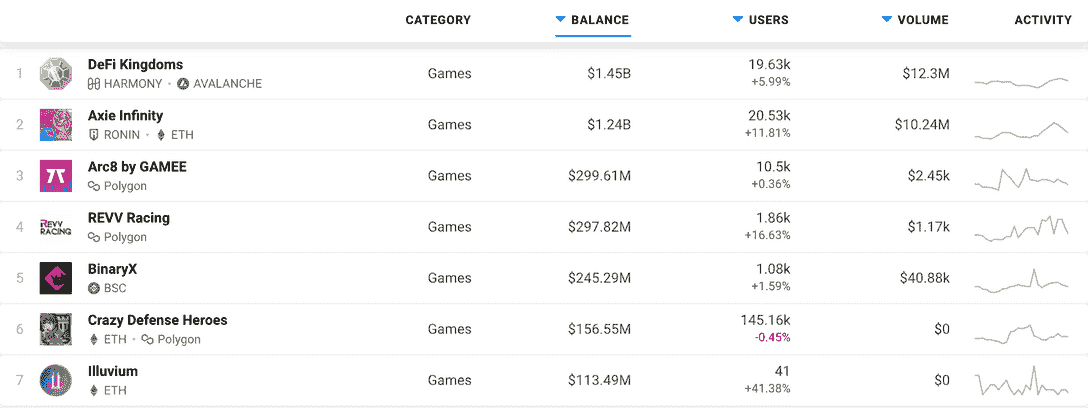 CATEGORY BALANCE USERS VOLUME ACTIVITY
1 DeFi Kingdoms Games $1.45B 19.63k $12.3M
HARMONY • AVALANCHE +5.99%
2 Axie Infinity Games $1.24B 20.53k $10.24M
RONIN • ETH +11.81%
3 Arc8 by GAMEE Games $299.61M 10.5k $2.45k
Polygon +0.36%
4 REVV RACING REVV Racing Games $297.82M 1.86k $1.17k
Polygon +16.63%
5 BinaryX Games $245.29M 1.08k $40.88k
BSC +1.59%
6 Crazy Defense Heroes Games $156.55M 145.16k $0
ETH • Polygon -0.45%
7 Illuvium Games $113.49M 41 $0
ETH +41.38%